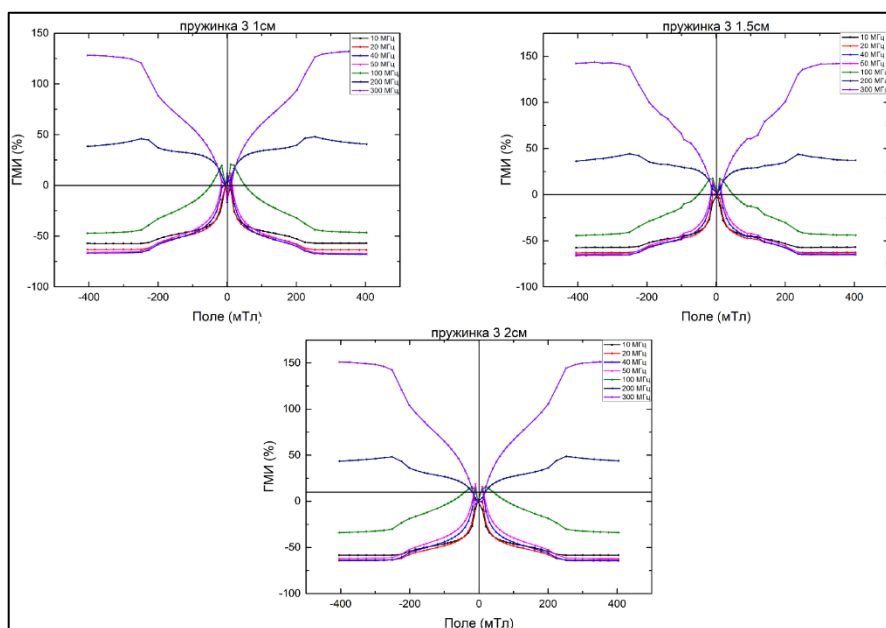 пружинка 3 1см
ГМИ (%)
150
100
50
0
-50
-100
-400
-200
0
200
400
Поле (мТл)
10 МГц
20 МГц
40 МГц
50 МГц
100 МГц
200 МГц
300 МГц
пружинка 3 1.5см
ГМИ (%)
150
100
50
0
-50
-100
-400
-200
0
200
400
Поле (мТл)
10 МГц
20 МГц
40 МГц
50 МГц
100 МГц
200 МГц
300 МГц
пружинка 3 2см
ГМИ (%)
150
100
50
0
-50
-100
-400
-200
0
200
400
Поле (мТл)
10 МГц
20 МГц
40 МГц
50 МГц
100 МГц
200 МГц
300 МГц